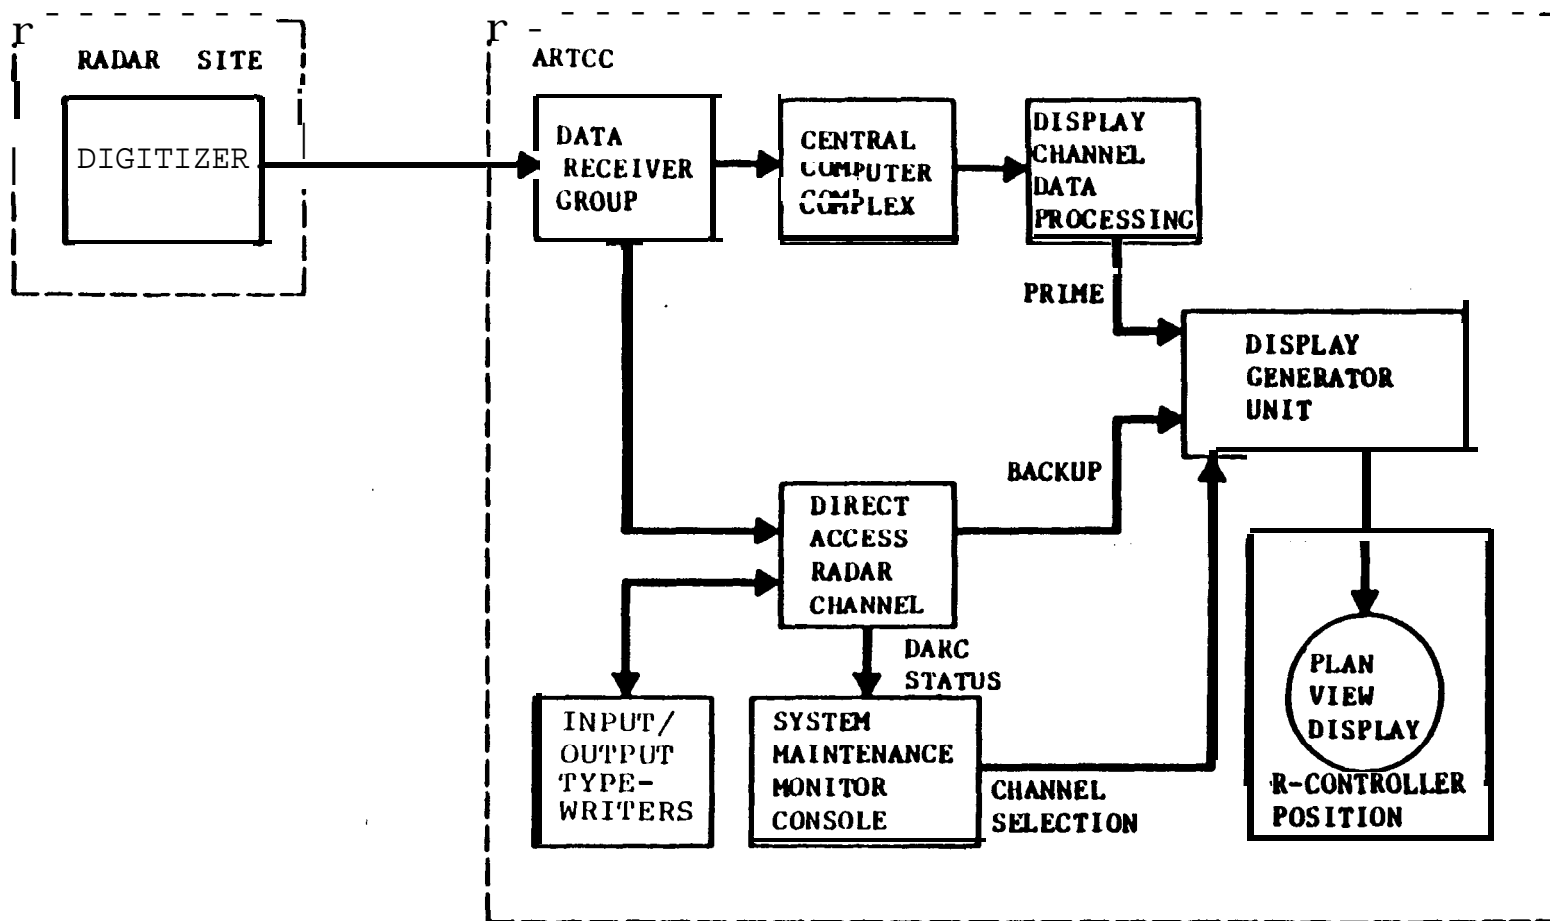 RADAR SITE
DIGITIZER
ARTCC
DATA
RECEIVER
GROUP
CENTRAL
COMPUTER
COMPLEX
DISPLAY
CHANNEL
DATA
PROCESSING
PRIME
DISPLAY
GENERATOR
UNIT
BACKUP
DIRECT
ACCESS
RADAR
CHANNEL
DARC
STATUS
INPUT/
OUTPUT
TYPE-
WRITERS
SYSTEM
MAINTENANCE
MONITOR
CONSOLE
CHANNEL
SELECTION
PLAN
VIEW
DISPLAY
R-CONTROLLER
POSITION